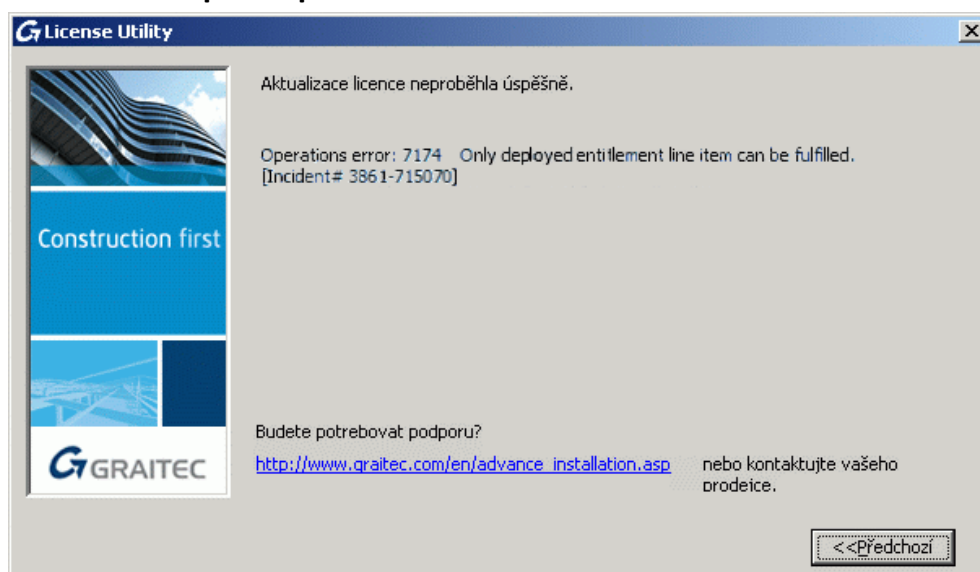 License Utility
Aktualizace licence neproběhla úspěšně.
Operations error: 7174 Only deployed entitlement line item can be fulfilled.
[Incident# 3861-715070]
Construction first
Budete potrebovat podporu?
http://www.graitec.com/en/advance_installation.asp nebo kontaktujte vašeho
prodejce.
GRAITEC
<<Předchozí